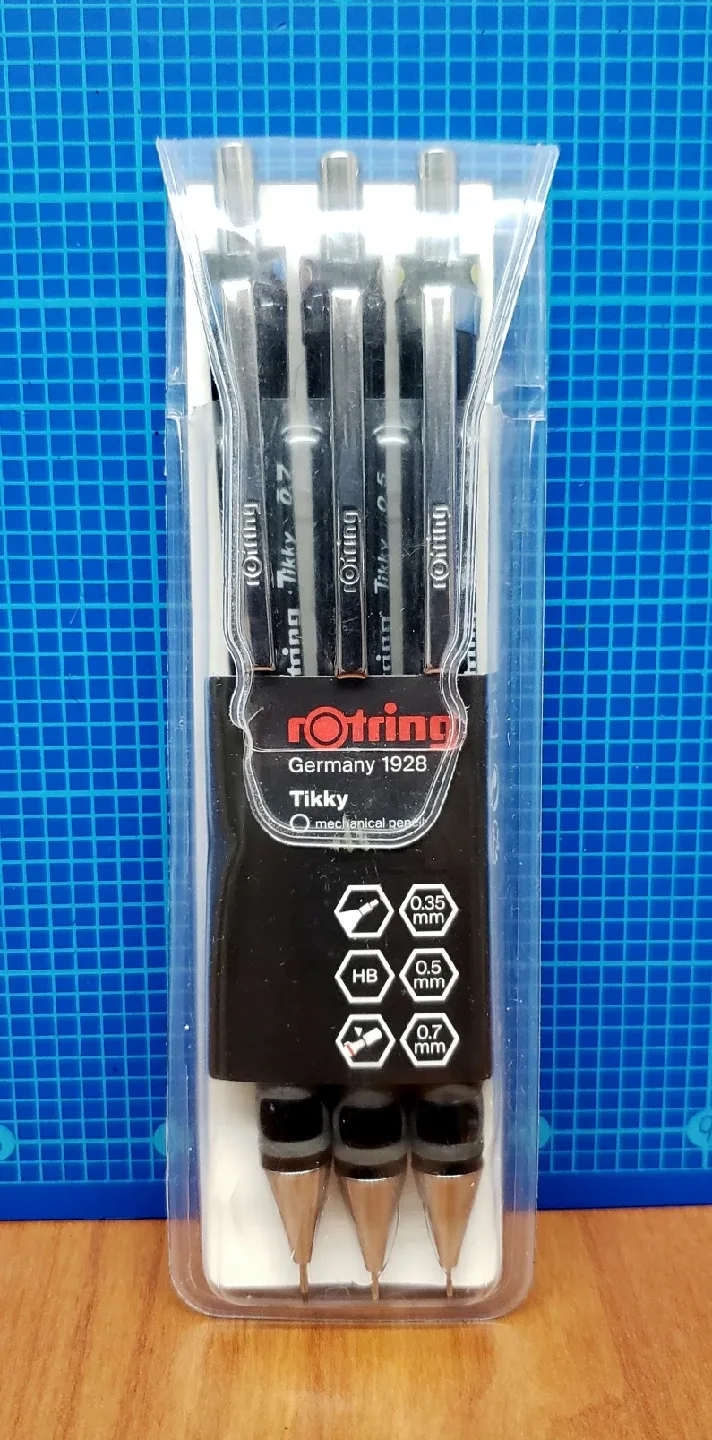 rotring
Tikky 0.7
rotring
Tikky 0.5
rotring
rotring
Germany 1928
Tikky
mechanical pencil
0.35
mm
HB
0.5
mm
0.7
mm